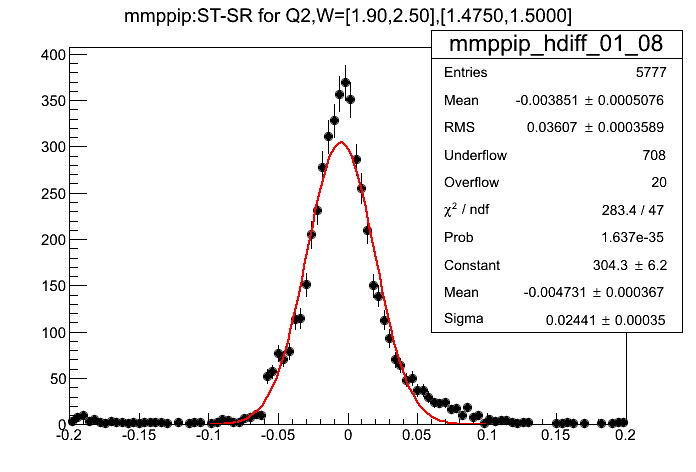 mmppip:ST-SR for Q2,W=[1.90,2.50],[1.4750,1.5000]
mmppip_hdiff_01_08
Entries 5777
Mean -0.003851 ± 0.0005076
RMS 0.03607 ± 0.0003589
Underflow 708
Overflow 20
χ² / ndf 283.4 / 47
Prob 1.637e-35
Constant 304.3 ± 6.2
Mean -0.004731 ± 0.000367
Sigma 0.02441 ± 0.00035
400
350
300
250
200
150
100
50
0
-0.2 -0.15 -0.1 -0.05 0 0.05 0.1 0.15 0.2